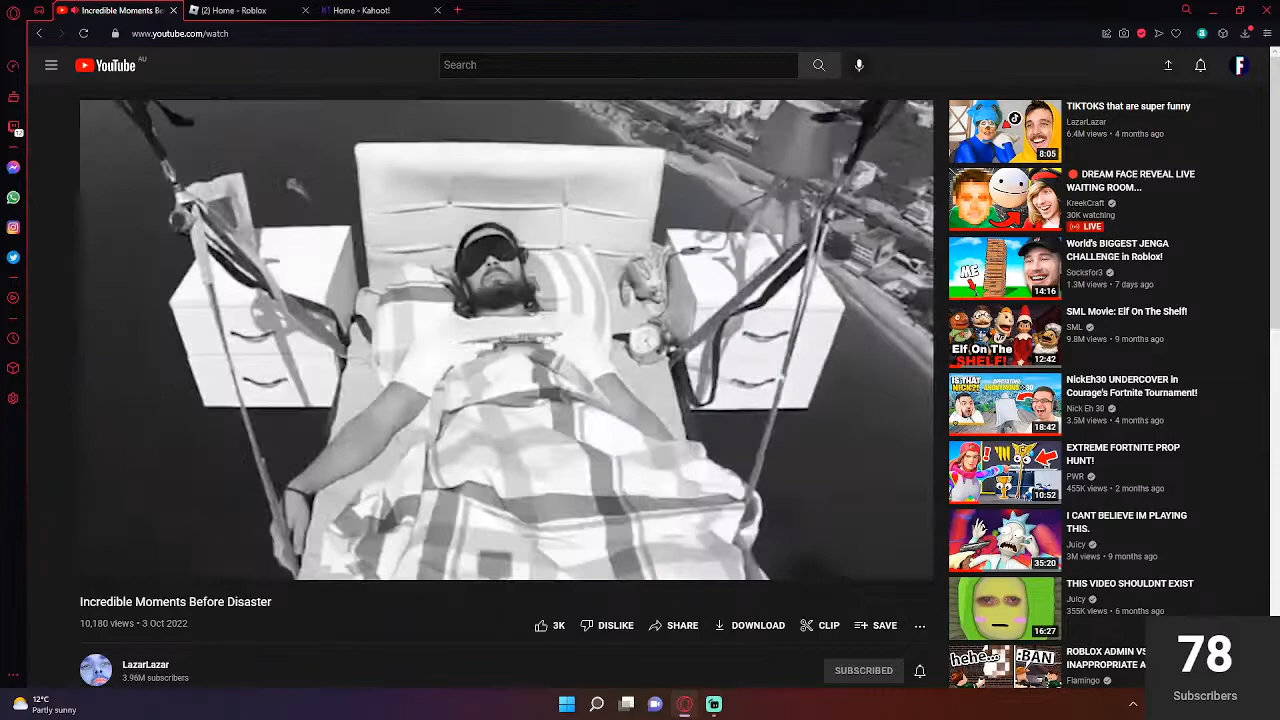 Incredible Moments Be
(2) Home - Roblox
Home - Kahoot!
www.youtube.com/watch
YouTube AU
Search
12
TIKTOKS that are super funny
LazarLazar
6.4M views • 4 months ago
8:05
DREAM FACE REVEAL LIVE
WAITING ROOM...
KreekCraft
30K watching
LIVE
World's BIGGEST JENGA
CHALLENGE in Roblox!
Socksfor3
1.3M views • 7 days ago
ME
14:16
SML Movie: Elf On The Shelf!
SML
9.8M views • 9 months ago
Elf On The
SHELF!
12:42
NickEh30 UNDERCOVER in
Courage's Fortnite Tournament!
Nick Eh 30
3.5M views • 4 months ago
IS THAT
NICK?!
18:42
EXTREME FORTNITE PROP
HUNT!
PWR
455K views • 2 months ago
10:52
I CANT BELIEVE IM PLAYING
THIS.
Juicy
3M views • 9 months ago
35:20
THIS VIDEO SHOULDNT EXIST
Juicy
355K views • 6 months ago
16:27
ROBLOX ADMIN VS
INAPPROPRIATE A
Flamingo
hehe...
BAN
Incredible Moments Before Disaster
10,180 views • 3 Oct 2022
3K
DISLIKE
SHARE
DOWNLOAD
CLIP
SAVE
LazarLazar
3.96M subscribers
SUBSCRIBED
78
Subscribers
12°C
Partly sunny